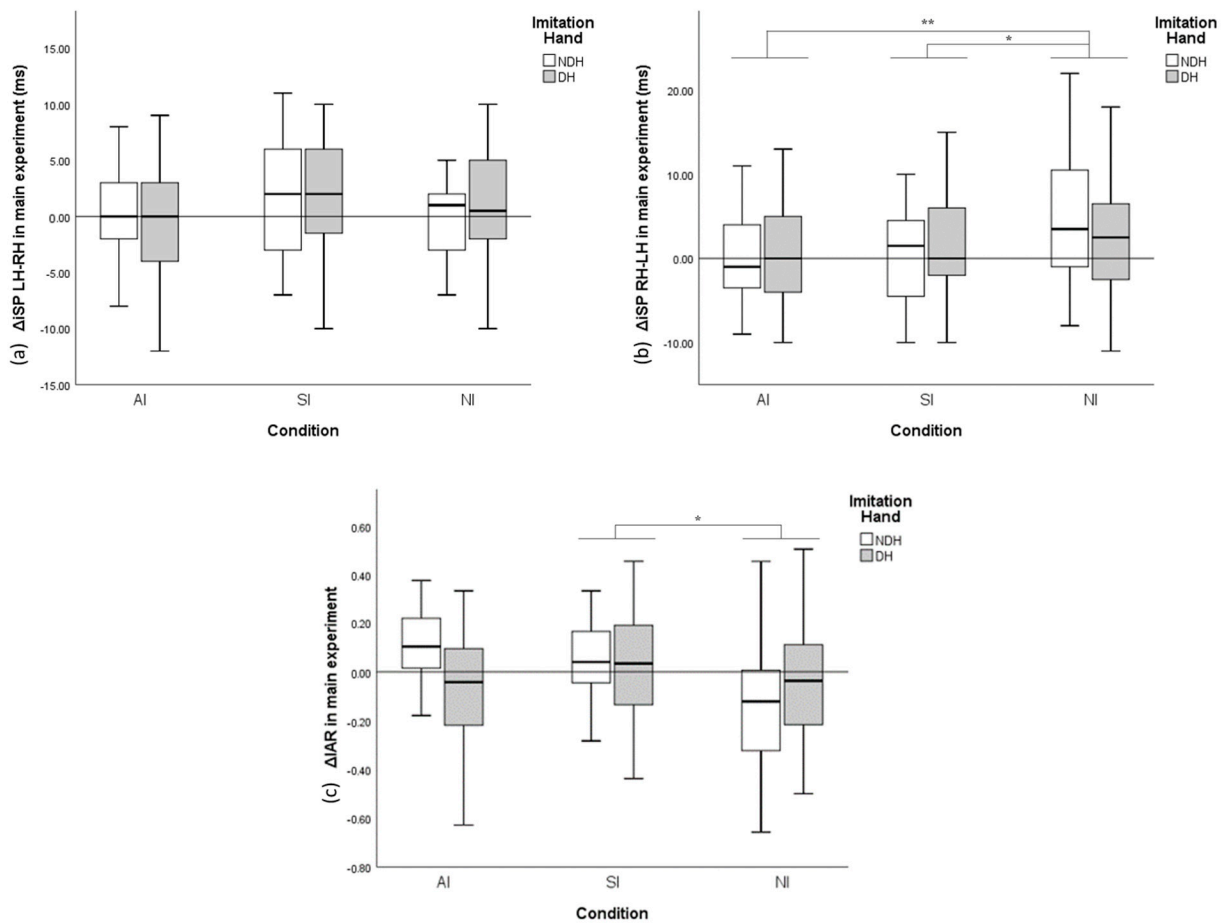 Imitation
Hand
NDH
DH
15.00
10.00
5.00
0.00
-5.00
-10.00
-15.00
(a) ΔiSP LH-RH in main experiment (ms)
AI SI NI
Condition
**
*
Imitation
Hand
NDH
DH
20.00
10.00
0.00
-10.00
(b) ΔiSP RH-LH in main experiment (ms)
AI SI NI
Condition
*
Imitation
Hand
NDH
DH
0.60
0.40
0.20
0.00
-0.20
-0.40
-0.60
-0.80
(c) ΔIAR in main experiment
AI SI NI
Condition